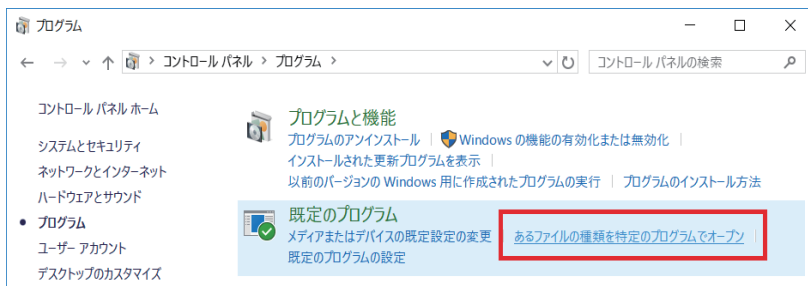 プログラム
コントロール パネル > プログラム >
コントロール パネルの検索
コントロール パネル ホーム
システムとセキュリティ
ネットワークとインターネット
ハードウェアとサウンド
プログラム
ユーザー アカウント
デスクトップのカスタマイズ
プログラムと機能
プログラムのアンインストール
Windows の機能の有効化または無効化
インストールされた更新プログラムを表示
以前のバージョンの Windows 用に作成されたプログラムの実行
プログラムのインストール方法
既定のプログラム
メディアまたはデバイスの既定設定の変更
あるファイルの種類を特定のプログラムでオープン
既定のプログラムの設定